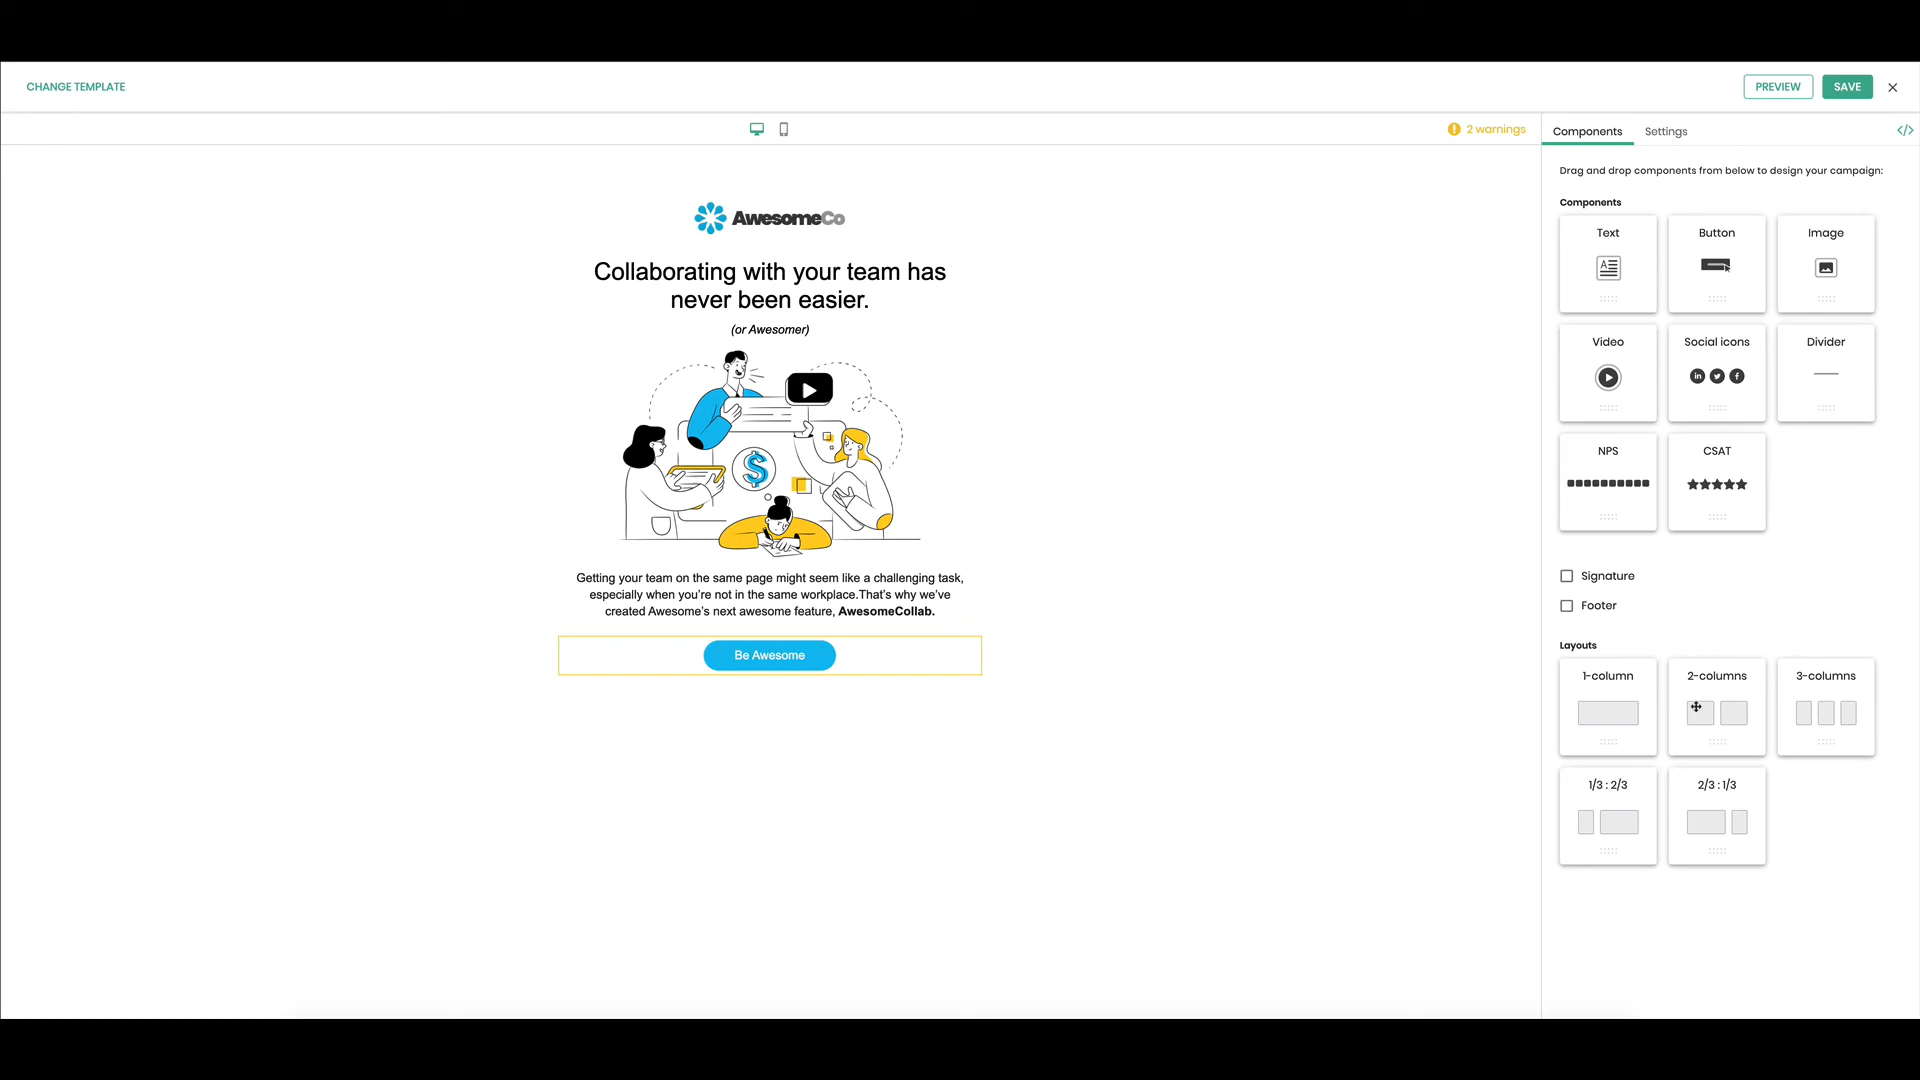 CHANGE TEMPLATE
PREVIEW
SAVE
2 warnings
Components
Settings
</>
Drag and drop components from below to design your campaign:
Components
Text
Button
Image
Video
Social icons
Divider
NPS
CSAT
Signature
Footer
Layouts
1-column
2-columns
3-columns
1/3 : 2/3
2/3 : 1/3
AwesomeCo
Collaborating with your team has
never been easier.
(or Awesomer)
Getting your team on the same page might seem like a challenging task,
especially when you're not in the same workplace.That's why we've
created Awesome's next awesome feature, AwesomeCollab.
Be Awesome